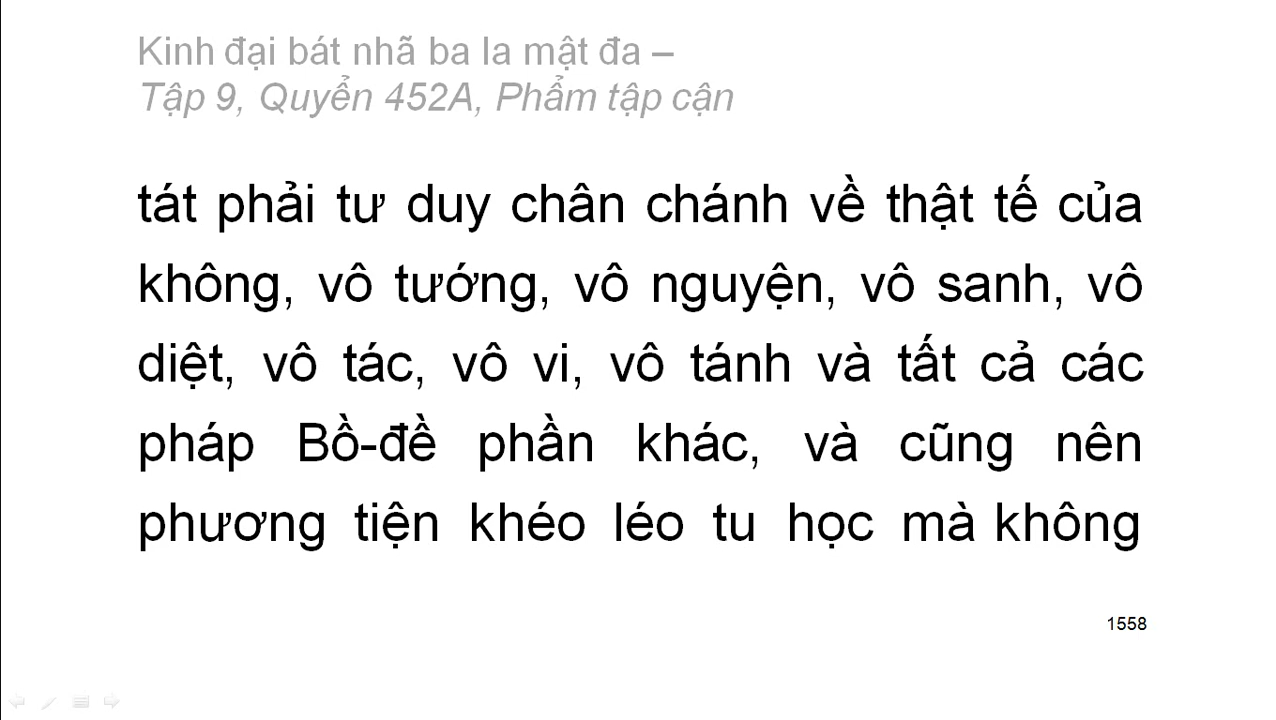 Kinh đại bát nhã ba la mật đa –
Tập 9, Quyển 452A, Phẩm tập cận
tát phải tư duy chân chánh về thật tế của
không, vô tướng, vô nguyện, vô sanh, vô
diệt, vô tác, vô vi, vô tánh và tất cả các
pháp Bồ-đề phần khác, và cũng nên
phương tiện khéo léo tu học mà không
1558